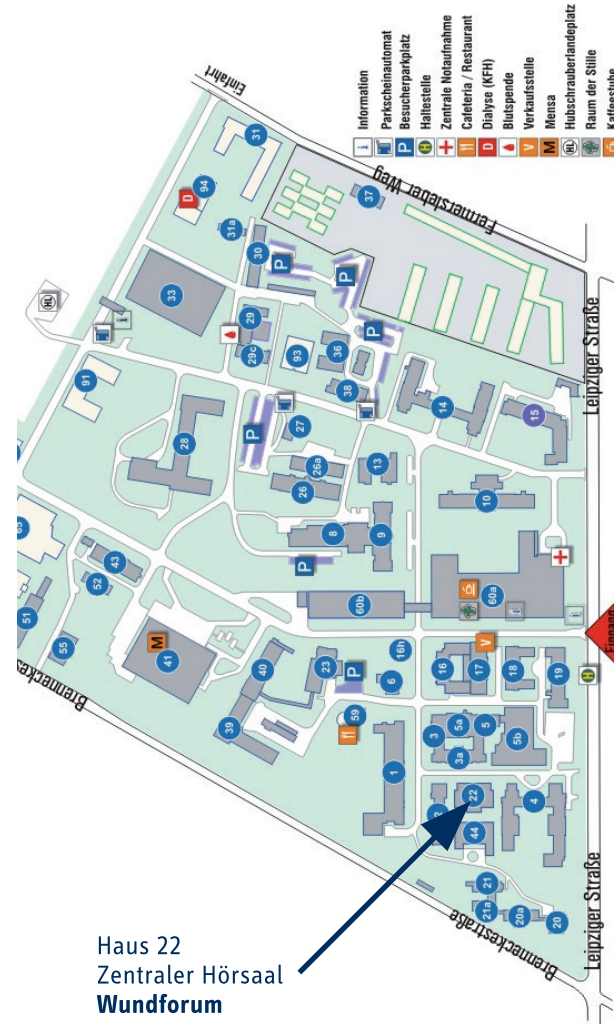 Information
Parkscheinautomat
Besucherparkplatz
Haltestelle
Zentrale Notaufnahme
Cafeteria / Restaurant
Dialyse (KFH)
Blutspende
Verkaufsstelle
Mensa
Hubschrauberlandeplatz
Raum der Stille
i
P
H
D
V
M
HL
Einfahrt
31
94
D
31a
37
Fermersleber Weg
30
P
P
P
33
29
29c
93
36
38
HL
i
91
28
P
27
26
26a
13
14
15
Leipziger Straße
10
8
9
P
60b
60a
i
i
43
52
51
55
M
41
40
39
23
P
6
16h
59
16
17
V
18
19
H
Eingang
Brenneckestraße
1
3
5a
3a
5
5b
22
44
4
21
21a
20a
20
Brenneckestraße
Leipziger Straße
Haus 22
Zentraler Hörsaal
Wundforum